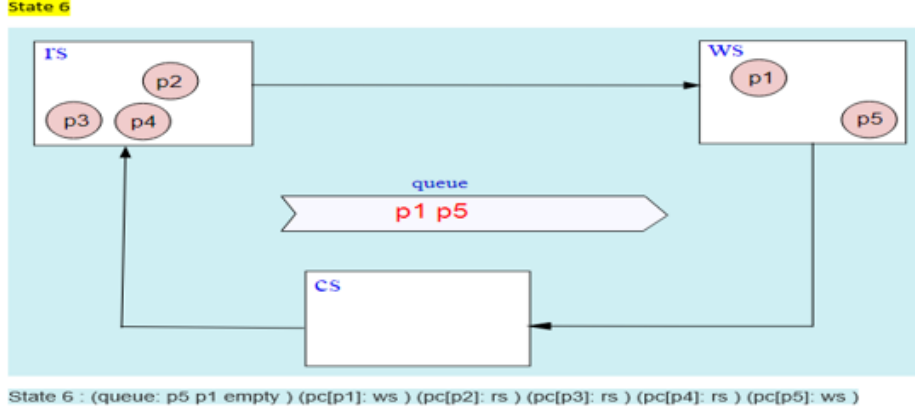 State 6
rs
ws
p2
p1
p3
p4
p5
queue
p1 p5
cs
State 6 : (queue: p5 p1 empty ) (pc[p1]: ws ) (pc[p2]: rs ) (pc[p3]: rs ) (pc[p4]: rs ) (pc[p5]: ws )